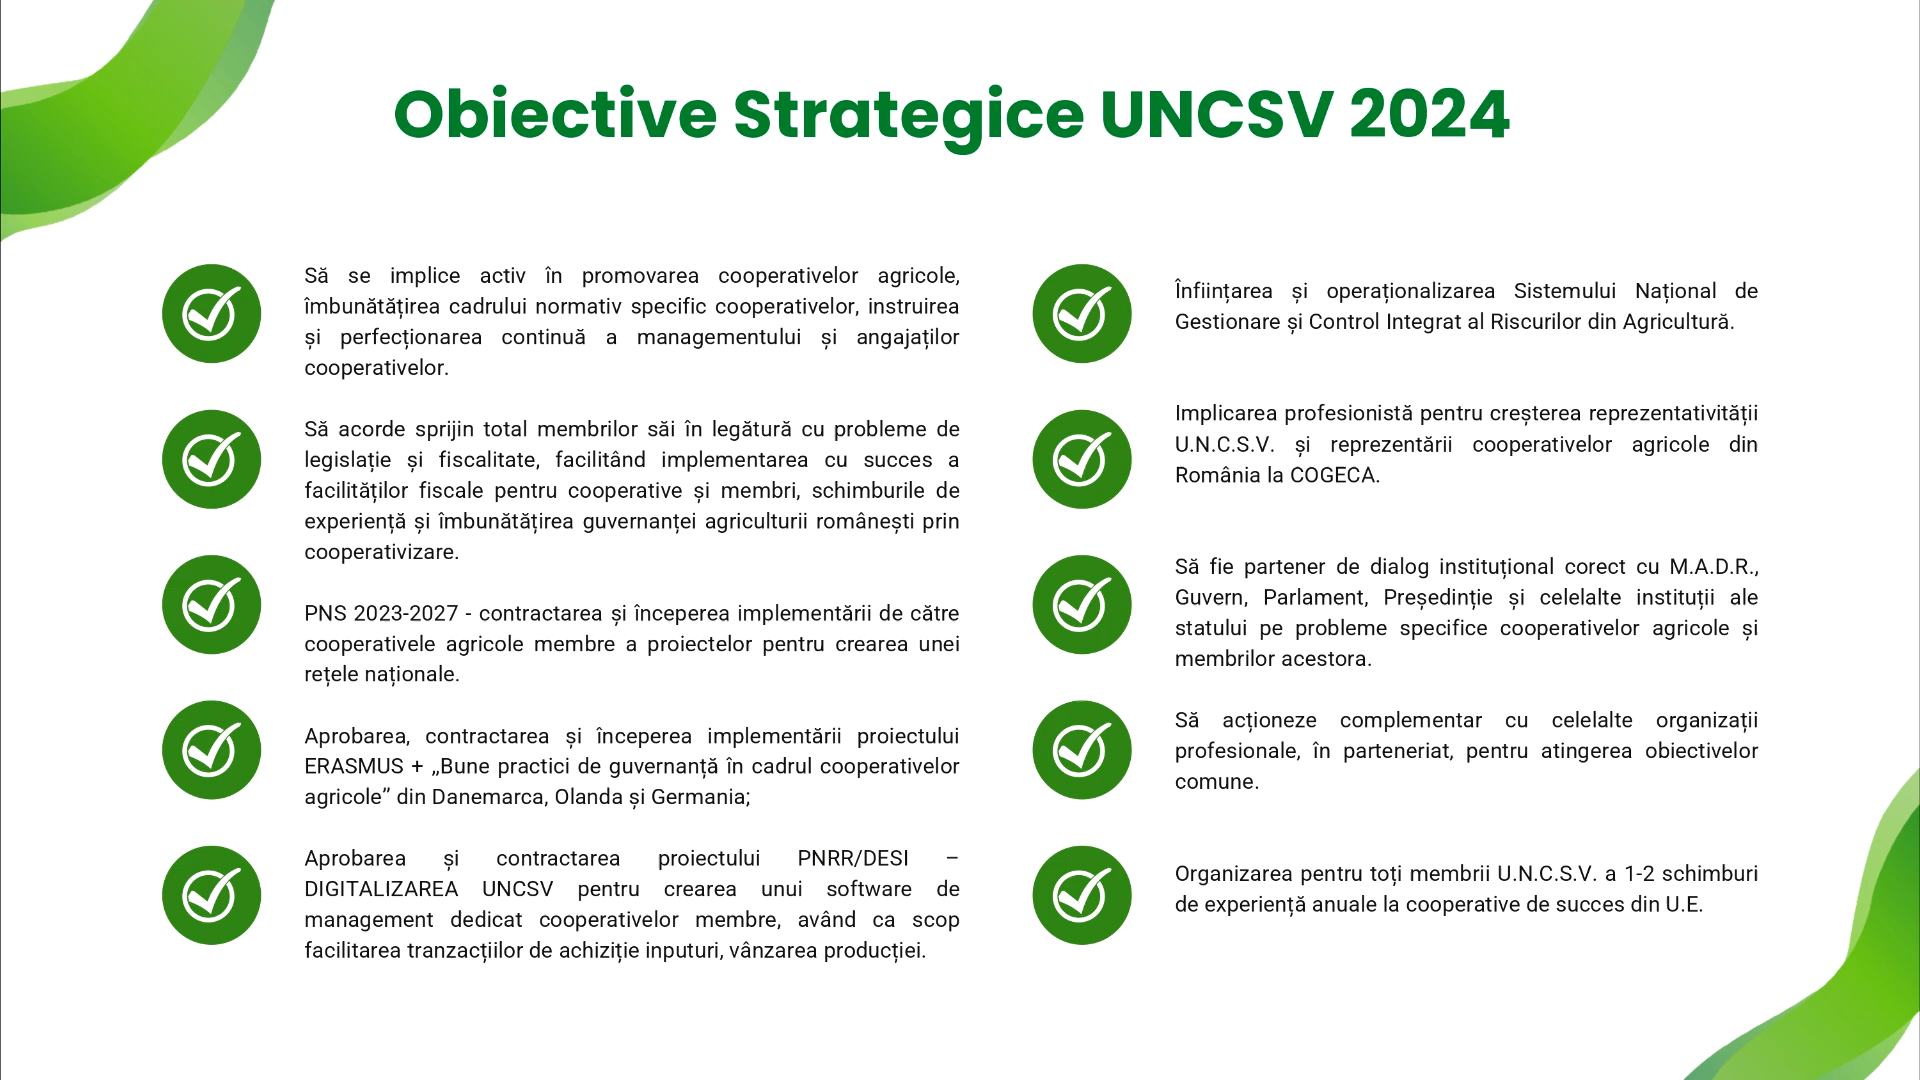 Obiective Strategice UNCSV 2024
Să se implice activ în promovarea cooperativelor agricole,
îmbunătățirea cadrului normativ specific cooperativelor, instruirea
și perfecționarea continuă a managementului și angajaților
cooperativelor.
Să acorde sprijin total membrilor săi în legătură cu probleme de
legislație și fiscalitate, facilitând implementarea cu succes a
facilităților fiscale pentru cooperative și membri, schimburile de
experiență și îmbunătățirea guvernanței agriculturii românești prin
cooperativizare.
PNS 2023-2027 - contractarea și începerea implementării de către
cooperativele agricole membre a proiectelor pentru crearea unei
rețele naționale.
Aprobarea, contractarea și începerea implementării proiectului
ERASMUS + „Bune practici de guvernanță în cadrul cooperativelor
agricole” din Danemarca, Olanda și Germania;
Aprobarea și contractarea proiectului PNRR/DESI –
DIGITALIZAREA UNCSV pentru crearea unui software de
management dedicat cooperativelor membre, având ca scop
facilitarea tranzacțiilor de achiziție inputuri, vânzarea producției.
Înființarea și operaționalizarea Sistemului Național de
Gestionare și Control Integrat al Riscurilor din Agricultură.
Implicarea profesionistă pentru creșterea reprezentativității
U.N.C.S.V. și reprezentării cooperativelor agricole din
România la COGECA.
Să fie partener de dialog instituțional corect cu M.A.D.R.,
Guvern, Parlament, Președinție și celelalte instituții ale
statului pe probleme specifice cooperativelor agricole și
membrilor acestora.
Să acționeze complementar cu celelalte organizații
profesionale, în parteneriat, pentru atingerea obiectivelor
comune.
Organizarea pentru toți membrii U.N.C.S.V. a 1-2 schimburi
de experiență anuale la cooperative de succes din U.E.